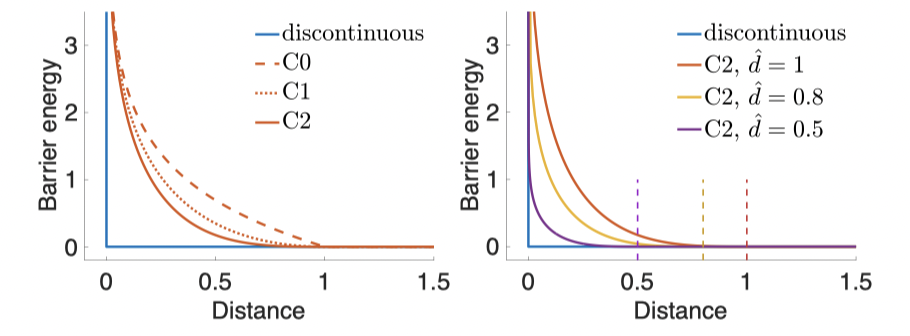 discontinuous
C0
C1
C2
3
2
1
0
0
0.5
1
1.5
Barrier energy
Distance
discontinuous
C2, d̂ = 1
C2, d̂ = 0.8
C2, d̂ = 0.5
3
2
1
0
0
0.5
1
1.5
Barrier energy
Distance